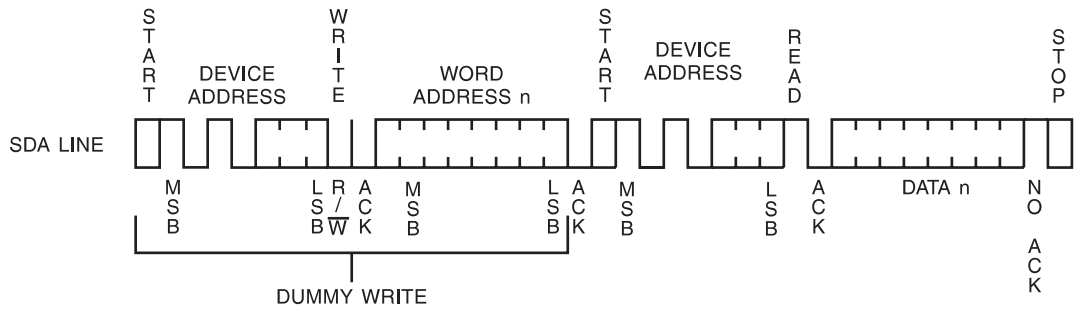 START
DEVICE
ADDRESS
WRITE
WORD
ADDRESS n
START
DEVICE
ADDRESS
READ
STOP
SDA LINE
MSB
LSB
R/W
ACK
MSB
LSB
ACK
MSB
LSB
ACK
DATA n
NO ACK
DUMMY WRITE